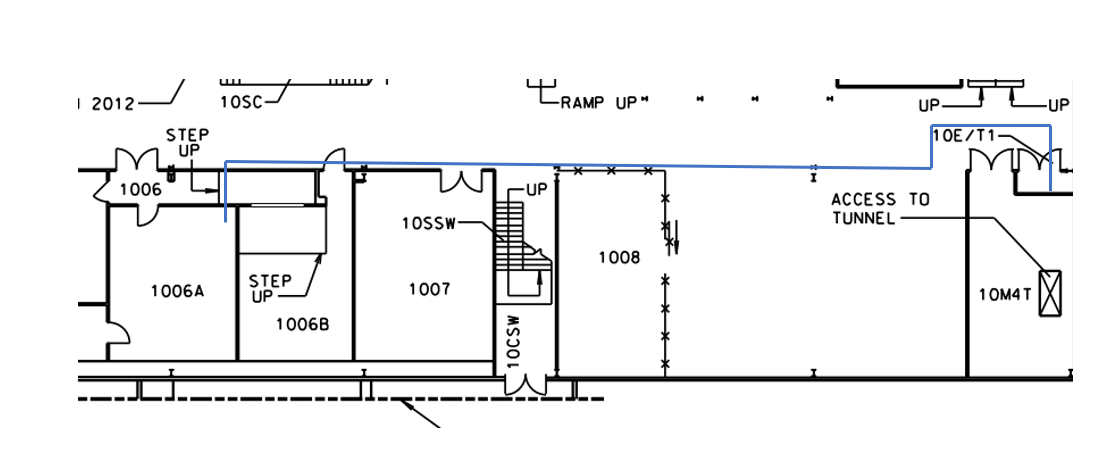 2012
10SC
RAMP UP
UP
UP
STEP
UP
10E/T1
1006
UP
ACCESS TO
TUNNEL
10SSW
1008
1006A
STEP
UP
1007
10M4T
1006B
10CSW